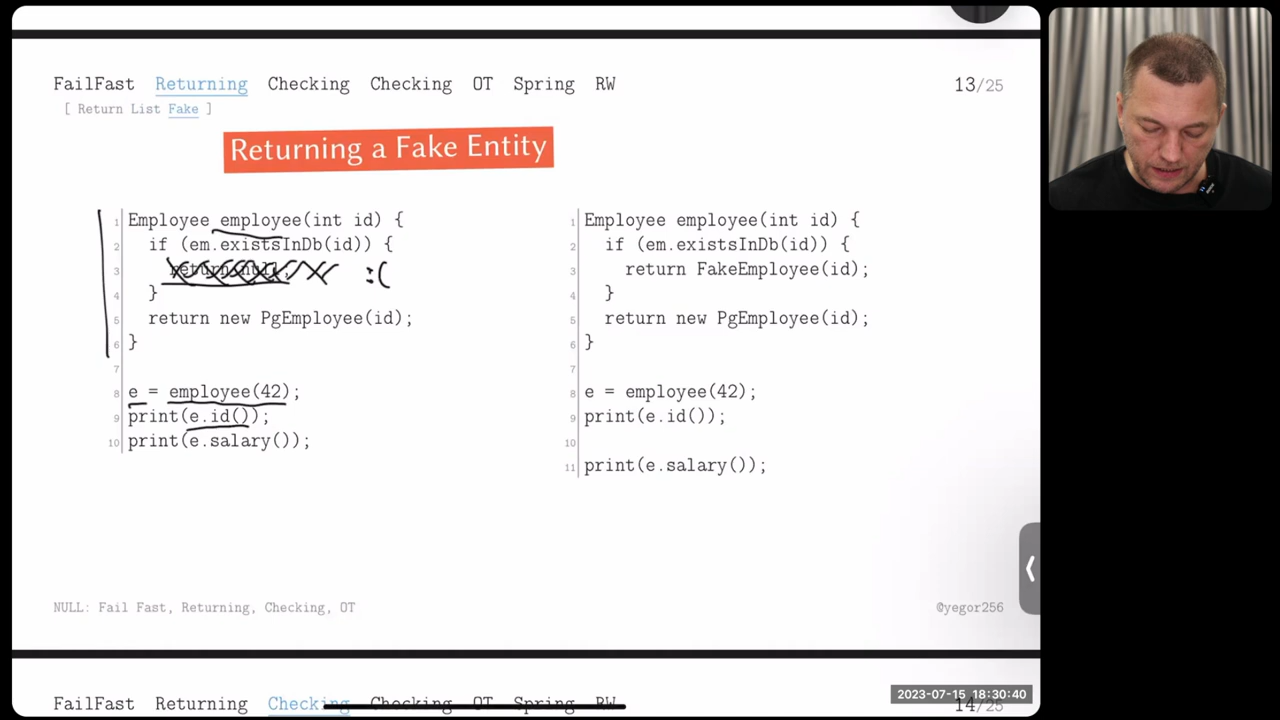 FailFast Returning Checking Checking OT Spring RW 13/25
[ Return List Fake ]
Returning a Fake Entity
1 Employee employee(int id) {
2 if (em.existsInDb(id)) {
3 return null; :(
4 }
5 return new PgEmployee(id);
6 }
7
8 e = employee(42);
9 print(e.id());
10 print(e.salary());
1 Employee employee(int id) {
2 if (em.existsInDb(id)) {
3 return FakeEmployee(id);
4 }
5 return new PgEmployee(id);
6 }
7
8 e = employee(42);
9 print(e.id());
10
11 print(e.salary());
NULL: Fail Fast, Returning, Checking, OT @yegor256
FailFast Returning Checking Checking OT Spring RW 14/25
2023-07-15 18:30:40